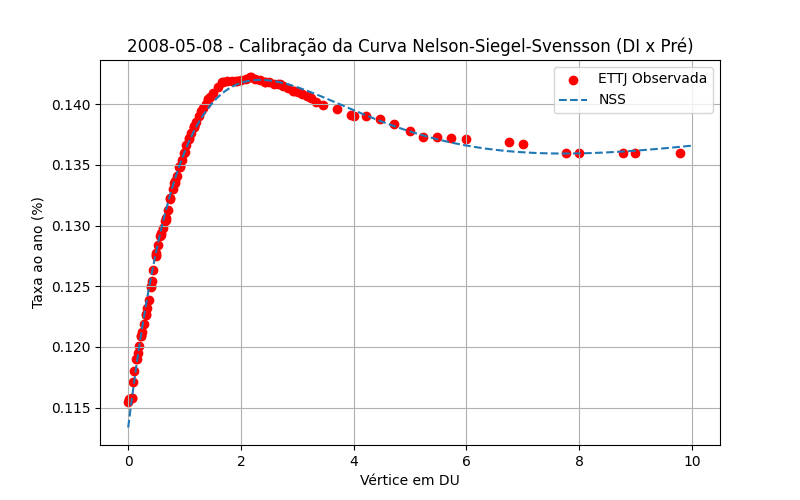 2008-05-08 - Calibração da Curva Nelson-Siegel-Svensson (DI x Pré)
ETTJ Observada
NSS
Taxa ao ano (%)
0.140
0.135
0.130
0.125
0.120
0.115
0 2 4 6 8 10
Vértice em DU